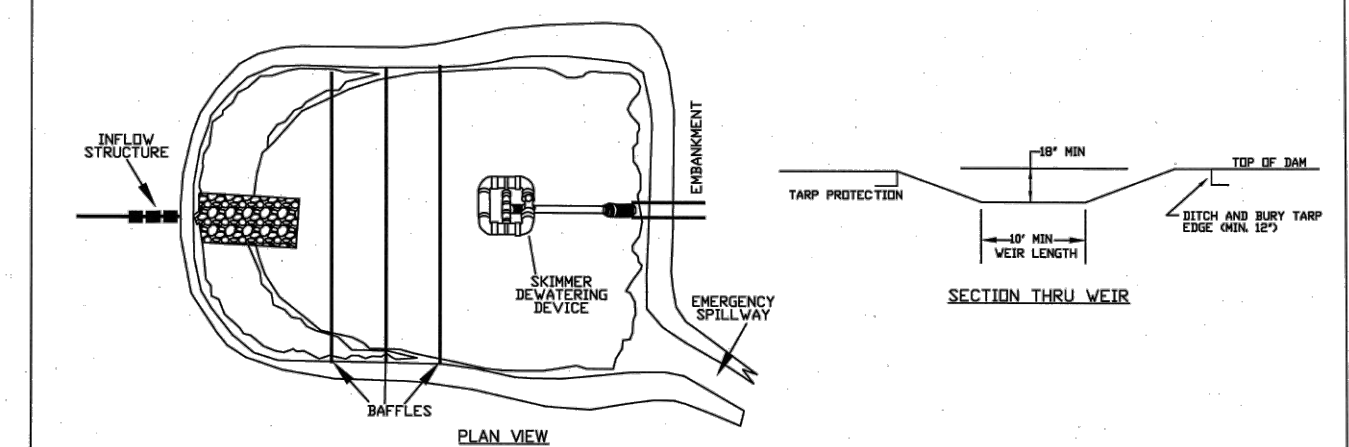 INFLOW
STRUCTURE
EMBANKMENT
SKIMMER
DEWATERING
DEVICE
EMERGENCY
SPILLWAY
BAFFLES
PLAN VIEW
18" MIN
TOP OF DAM
TARP PROTECTION
DITCH AND BURY TARP
EDGE (MIN. 12")
10' MIN
WEIR LENGTH
SECTION THRU WEIR